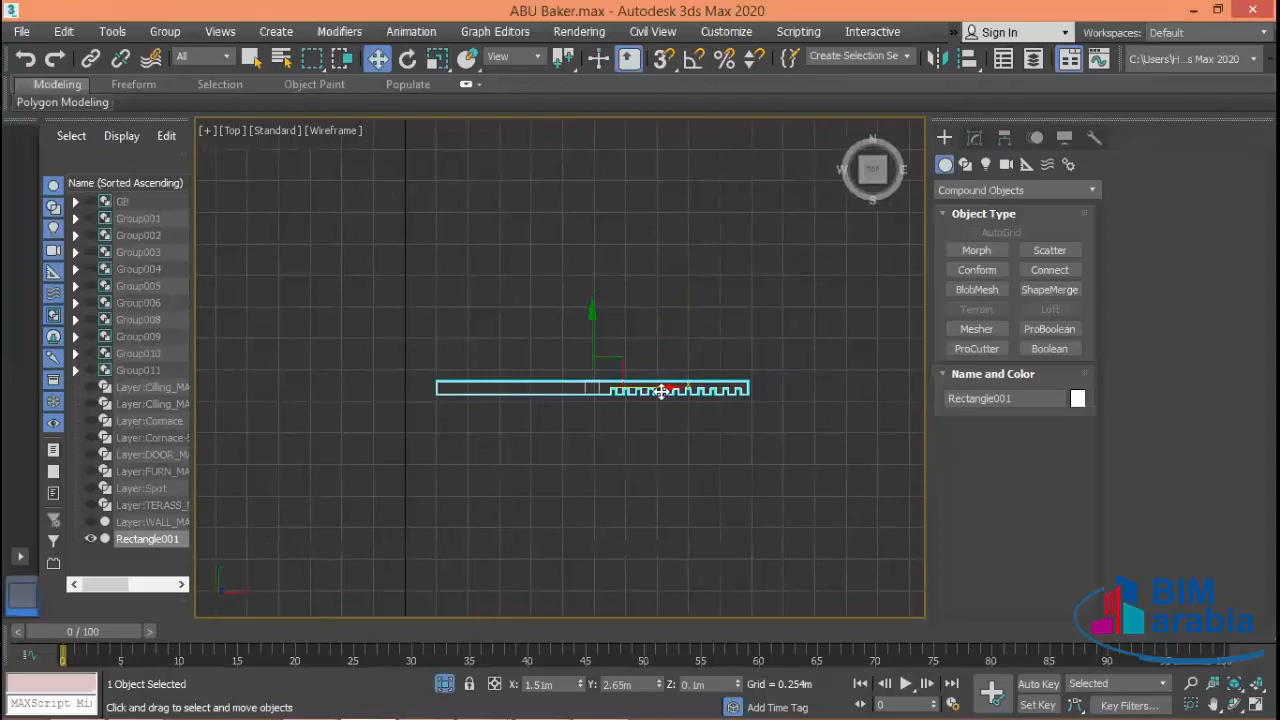 ABU Baker.max - Autodesk 3ds Max 2020
File Edit Tools Group Views Create Modifiers Animation Graph Editors Rendering Civil View Customize Scripting Interactive Sign In Workspaces: Default
All View Create Selection Se C:\Users\H...s Max 2020
Modeling Freeform Selection Object Paint Populate
Polygon Modeling
Select Display Edit
[+] [Top] [Standard] [Wireframe]
N
W TOP E
S
Name (Sorted Ascending)
GB
Group001
Group002
Group003
Group004
Group005
Group006
Group008
Group009
Group010
Group011
Layer:Cilling_MA
Layer:Cilling_MA
Layer:Cornace
Layer:Cornace-S
Layer:DOOR_MA
Layer:FURN_MA
Layer:Spot
Layer:TERASS_M
Layer:WALL_MA
Rectangle001
Compound Objects
Object Type
AutoGrid
Morph Scatter
Conform Connect
BlobMesh ShapeMerge
Terrain Loft
Mesher ProBoolean
ProCutter Boolean
Name and Color
Rectangle001
BIM
arabia
0 / 100
0 5 10 15 20 25 30 35 40 45 50 55 60 65 70 75 80 85 90 95 100
1 Object Selected X: 1.51m Y: 2.65m Z: 0.1m Grid = 0.254m Auto Key Selected
MAXScript Mi Click and drag to select and move objects Add Time Tag 0 Set Key Key Filters...